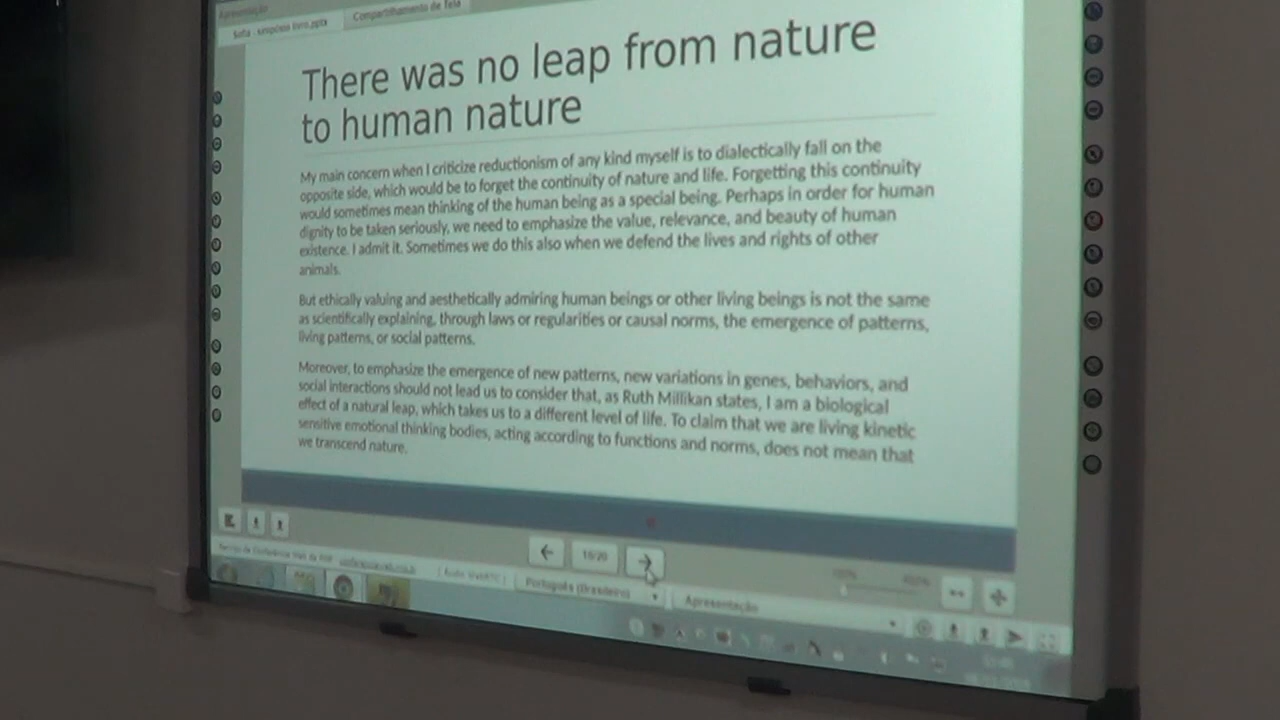 Apresentação
Sofia - simpósio livro.pptx
Compartilhamento de Tela
There was no leap from nature
to human nature
My main concern when I criticize reductionism of any kind myself is to dialectically fall on the
opposite side, which would be to forget the continuity of nature and life. Forgetting this continuity
would sometimes mean thinking of the human being as a special being. Perhaps in order for human
dignity to be taken seriously, we need to emphasize the value, relevance, and beauty of human
existence. I admit it. Sometimes we do this also when we defend the lives and rights of other
animals.
But ethically valuing and aesthetically admiring human beings or other living beings is not the same
as scientifically explaining, through laws or regularities or causal norms, the emergence of patterns,
living patterns, or social patterns.
Moreover, to emphasize the emergence of new patterns, new variations in genes, behaviors, and
social interactions should not lead us to consider that, as Ruth Millikan states, I am a biological
effect of a natural leap, which takes us to a different level of life. To claim that we are living kinetic
sensitive emotional thinking bodies, acting according to functions and norms, does not mean that
we transcend nature.
Português (Brasileiro)
Apresentação